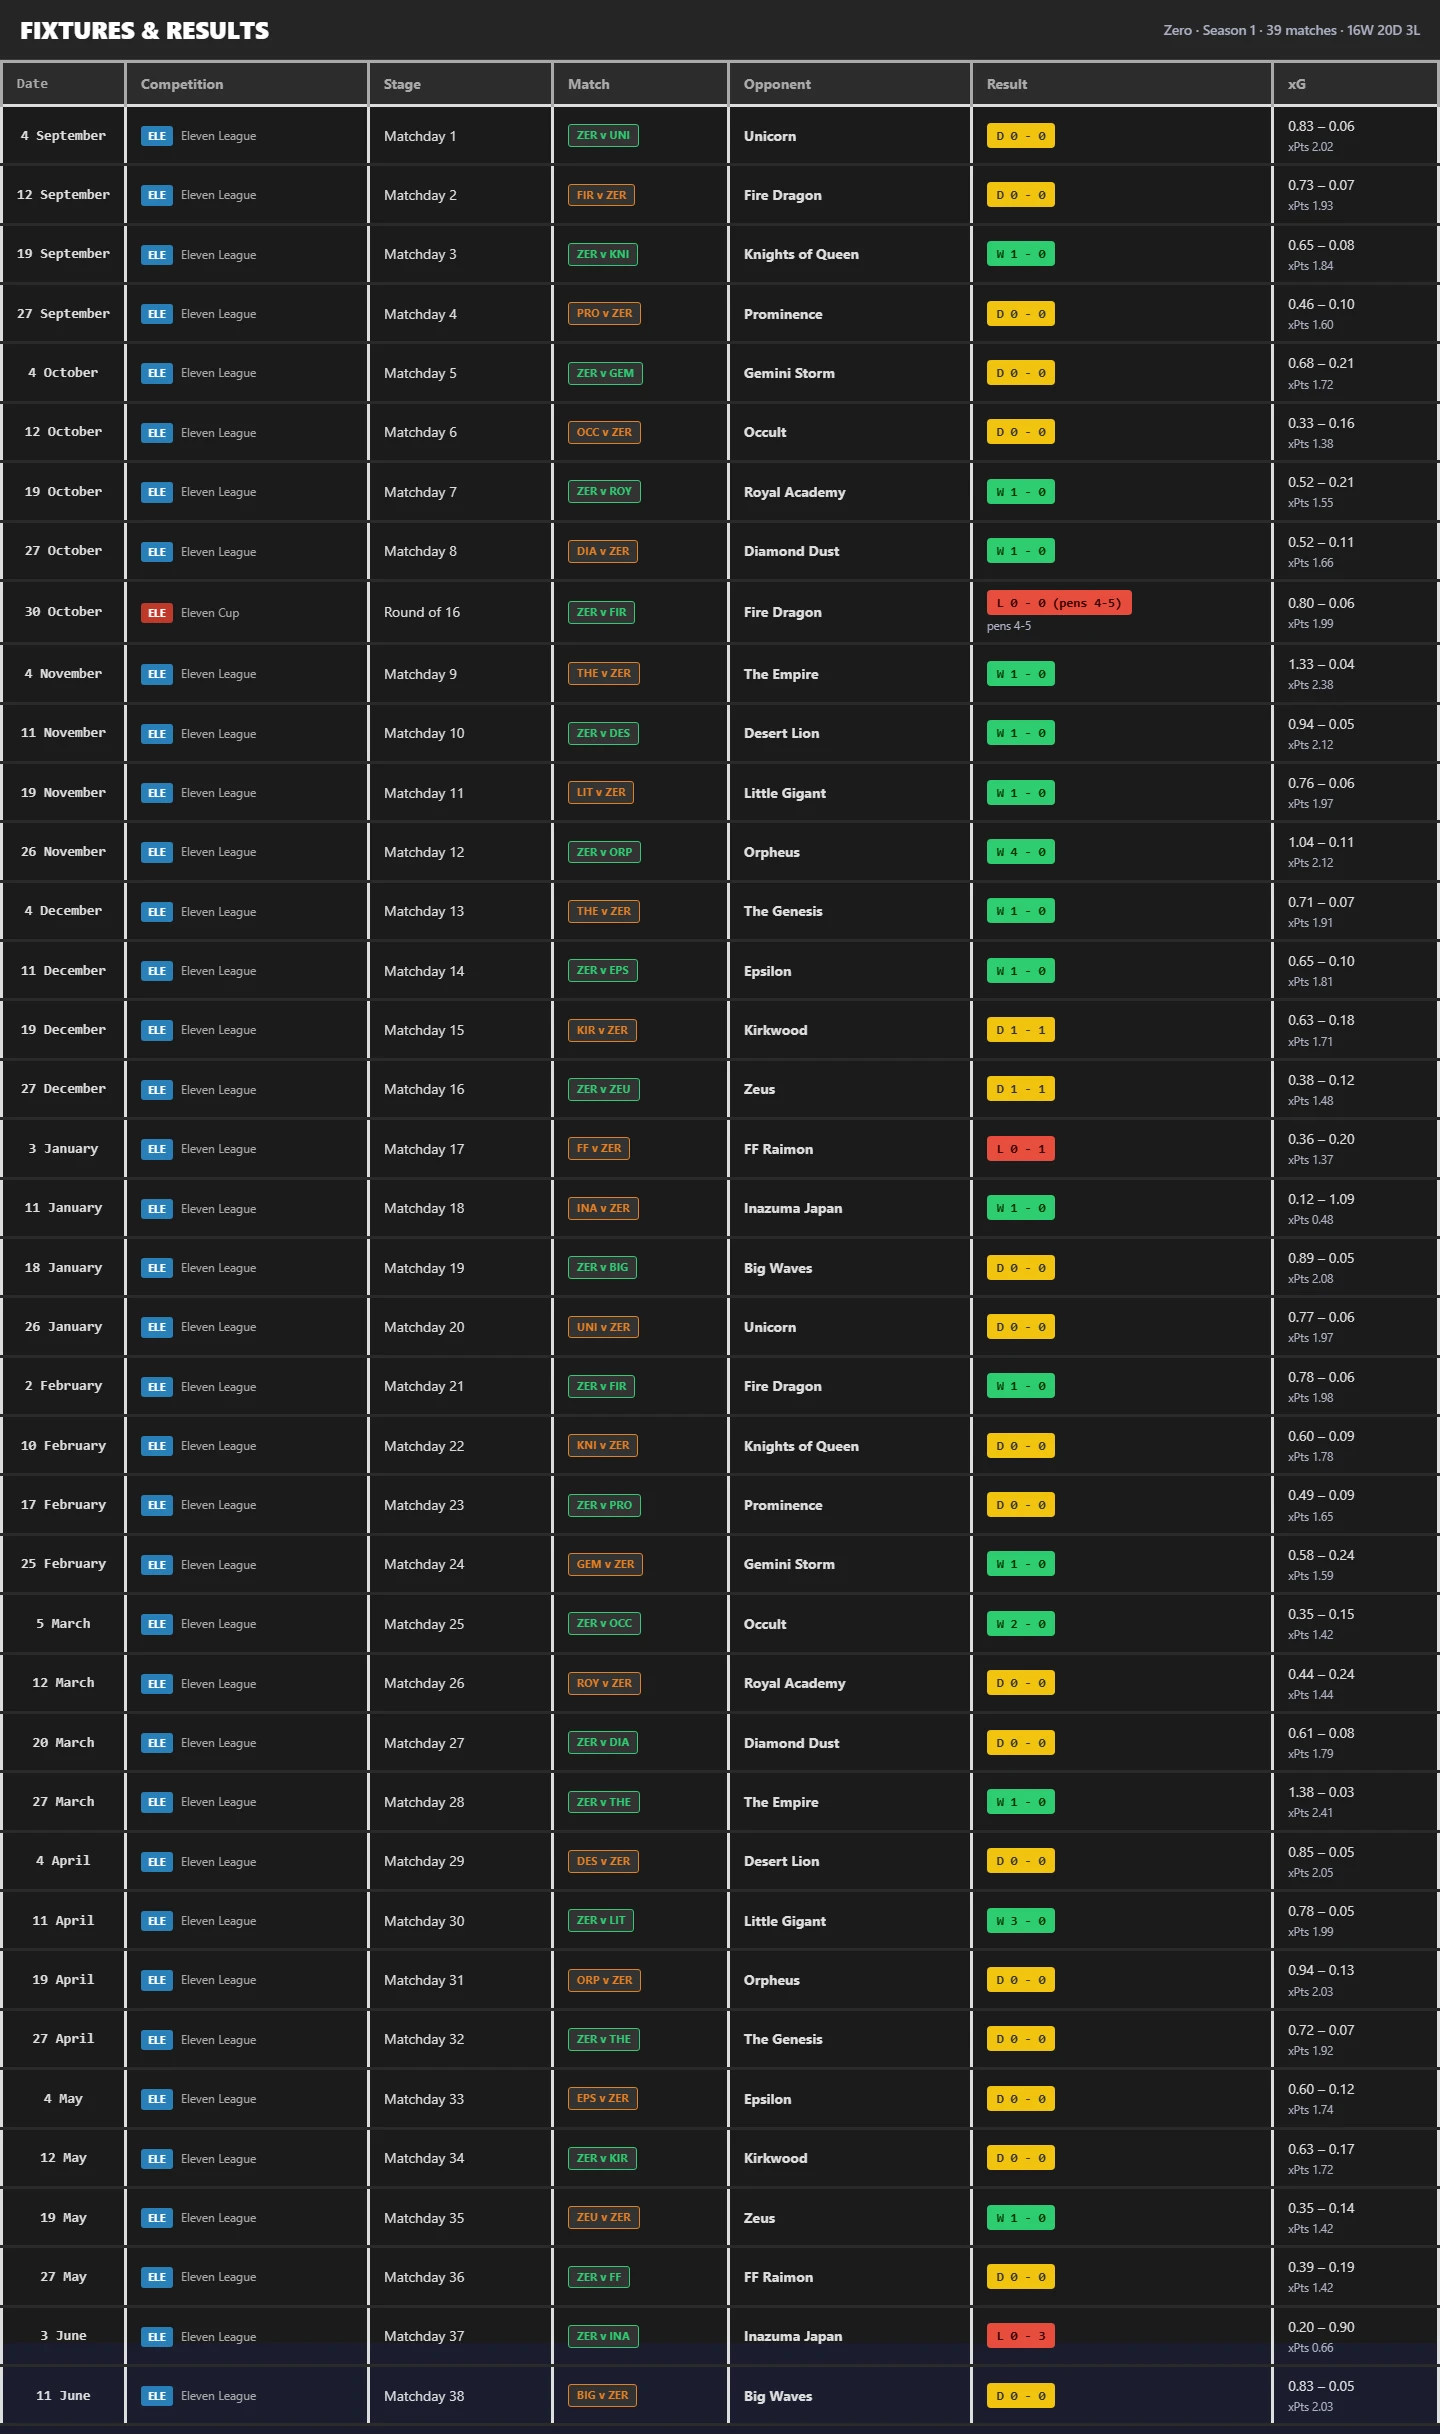 FIXTURES & RESULTS
Zero · Season 1 · 39 matches · 16W 20D 3L
Date Competition Stage Match Opponent Result xG
4 September ELE Eleven League Matchday 1 ZER v UNI Unicorn D 0 - 0 0.83 – 0.06
xPts 2.02
12 September ELE Eleven League Matchday 2 FIR v ZER Fire Dragon D 0 - 0 0.73 – 0.07
xPts 1.93
19 September ELE Eleven League Matchday 3 ZER v KNI Knights of Queen W 1 - 0 0.65 – 0.08
xPts 1.84
27 September ELE Eleven League Matchday 4 PRO v ZER Prominence D 0 - 0 0.46 – 0.10
xPts 1.60
4 October ELE Eleven League Matchday 5 ZER v GEM Gemini Storm D 0 - 0 0.68 – 0.21
xPts 1.72
12 October ELE Eleven League Matchday 6 OCC v ZER Occult D 0 - 0 0.33 – 0.16
xPts 1.38
19 October ELE Eleven League Matchday 7 ZER v ROY Royal Academy W 1 - 0 0.52 – 0.21
xPts 1.55
27 October ELE Eleven League Matchday 8 DIA v ZER Diamond Dust W 1 - 0 0.52 – 0.11
xPts 1.66
30 October ELE Eleven Cup Round of 16 ZER v FIR Fire Dragon L 0 - 0 (pens 4-5) 0.80 – 0.06
pens 4-5 xPts 1.99
4 November ELE Eleven League Matchday 9 THE v ZER The Empire W 1 - 0 1.33 – 0.04
xPts 2.38
11 November ELE Eleven League Matchday 10 ZER v DES Desert Lion W 1 - 0 0.94 – 0.05
xPts 2.12
19 November ELE Eleven League Matchday 11 LIT v ZER Little Gigant W 1 - 0 0.76 – 0.06
xPts 1.97
26 November ELE Eleven League Matchday 12 ZER v ORP Orpheus W 4 - 0 1.04 – 0.11
xPts 2.12
4 December ELE Eleven League Matchday 13 THE v ZER The Genesis W 1 - 0 0.71 – 0.07
xPts 1.91
11 December ELE Eleven League Matchday 14 ZER v EPS Epsilon W 1 - 0 0.65 – 0.10
xPts 1.81
19 December ELE Eleven League Matchday 15 KIR v ZER Kirkwood D 1 - 1 0.63 – 0.18
xPts 1.71
27 December ELE Eleven League Matchday 16 ZER v ZEU Zeus D 1 - 1 0.38 – 0.12
xPts 1.48
3 January ELE Eleven League Matchday 17 FF v ZER FF Raimon L 0 - 1 0.36 – 0.20
xPts 1.37
11 January ELE Eleven League Matchday 18 INA v ZER Inazuma Japan W 1 - 0 0.12 – 1.09
xPts 0.48
18 January ELE Eleven League Matchday 19 ZER v BIG Big Waves D 0 - 0 0.89 – 0.05
xPts 2.08
26 January ELE Eleven League Matchday 20 UNI v ZER Unicorn D 0 - 0 0.77 – 0.06
xPts 1.97
2 February ELE Eleven League Matchday 21 ZER v FIR Fire Dragon W 1 - 0 0.78 – 0.06
xPts 1.98
10 February ELE Eleven League Matchday 22 KNI v ZER Knights of Queen D 0 - 0 0.60 – 0.09
xPts 1.78
17 February ELE Eleven League Matchday 23 ZER v PRO Prominence D 0 - 0 0.49 – 0.09
xPts 1.65
25 February ELE Eleven League Matchday 24 GEM v ZER Gemini Storm W 1 - 0 0.58 – 0.24
xPts 1.59
5 March ELE Eleven League Matchday 25 ZER v OCC Occult W 2 - 0 0.35 – 0.15
xPts 1.42
12 March ELE Eleven League Matchday 26 ROY v ZER Royal Academy D 0 - 0 0.44 – 0.24
xPts 1.44
20 March ELE Eleven League Matchday 27 ZER v DIA Diamond Dust D 0 - 0 0.61 – 0.08
xPts 1.79
27 March ELE Eleven League Matchday 28 ZER v THE The Empire W 1 - 0 1.38 – 0.03
xPts 2.41
4 April ELE Eleven League Matchday 29 DES v ZER Desert Lion D 0 - 0 0.85 – 0.05
xPts 2.05
11 April ELE Eleven League Matchday 30 ZER v LIT Little Gigant W 3 - 0 0.78 – 0.05
xPts 1.99
19 April ELE Eleven League Matchday 31 ORP v ZER Orpheus D 0 - 0 0.94 – 0.13
xPts 2.03
27 April ELE Eleven League Matchday 32 ZER v THE The Genesis D 0 - 0 0.72 – 0.07
xPts 1.92
4 May ELE Eleven League Matchday 33 EPS v ZER Epsilon D 0 - 0 0.60 – 0.12
xPts 1.74
12 May ELE Eleven League Matchday 34 ZER v KIR Kirkwood D 0 - 0 0.63 – 0.17
xPts 1.72
19 May ELE Eleven League Matchday 35 ZEU v ZER Zeus W 1 - 0 0.35 – 0.14
xPts 1.42
27 May ELE Eleven League Matchday 36 ZER v FF FF Raimon D 0 - 0 0.39 – 0.19
xPts 1.42
3 June ELE Eleven League Matchday 37 ZER v INA Inazuma Japan L 0 - 3 0.20 – 0.90
xPts 0.66
11 June ELE Eleven League Matchday 38 BIG v ZER Big Waves D 0 - 0 0.83 – 0.05
xPts 2.03